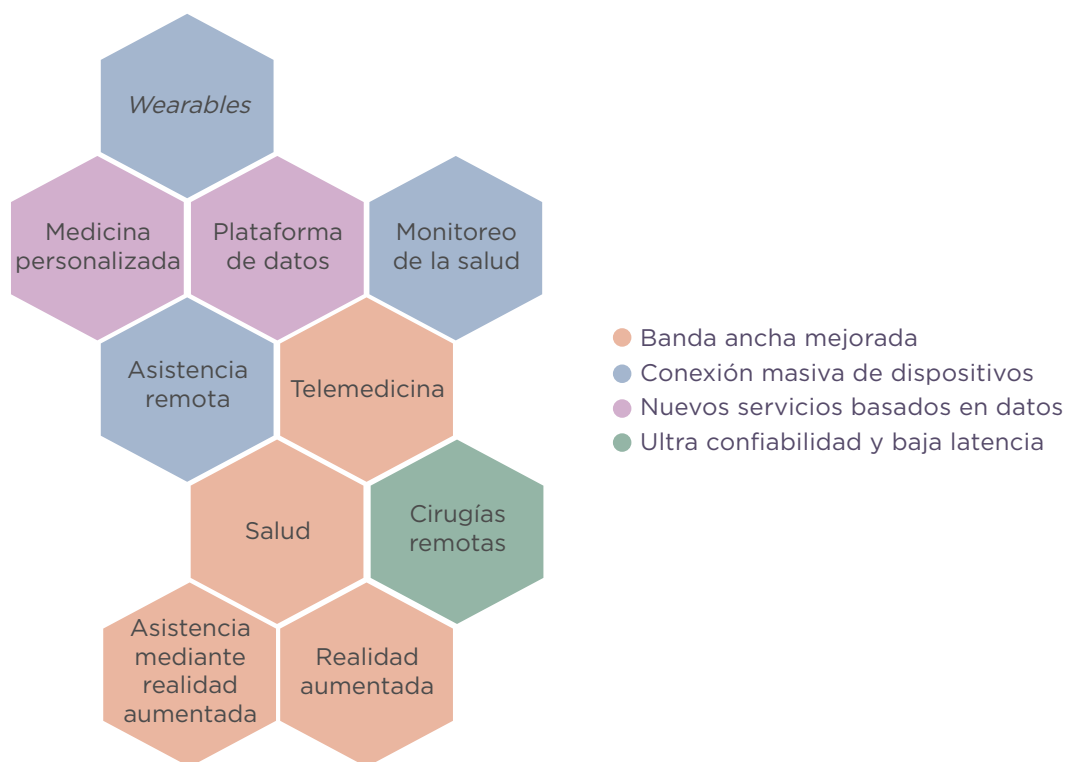 Wearables
Medicina
personalizada
Plataforma
de datos
Monitoreo
de la salud
Asistencia
remota
Telemedicina
Salud
Cirugías
remotas
Asistencia
mediante
realidad
aumentada
Realidad
aumentada
Banda ancha mejorada
Conexión masiva de dispositivos
Nuevos servicios basados en datos
Ultra confiabilidad y baja latencia